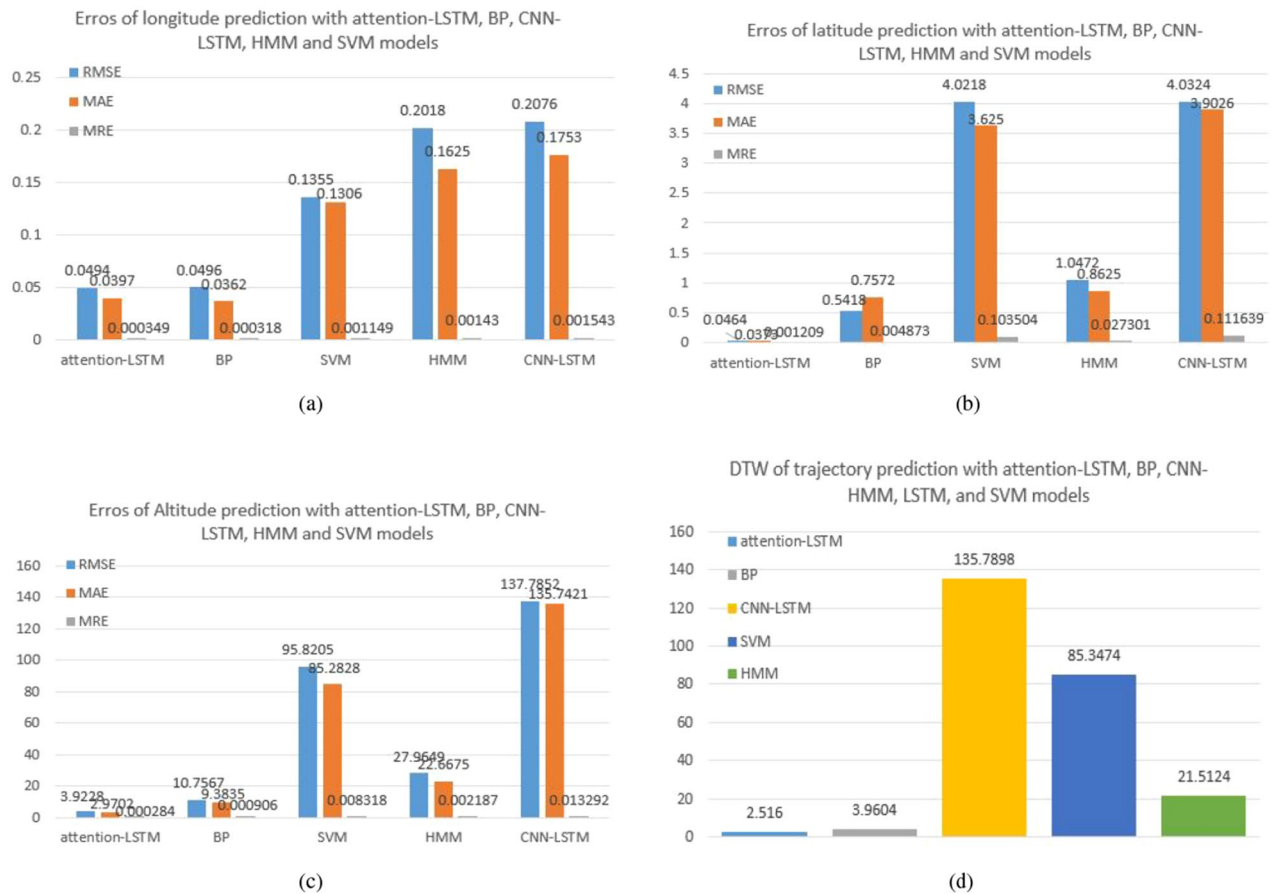 Erros of longitude prediction with attention-LSTM, BP, CNN-
LSTM, HMM and SVM models
RMSE
MAE
MRE
0.25
0.2
0.15
0.1
0.05
0
0.0494
0.0397
0.000349
0.0496
0.0362
0.000318
0.1355
0.1306
0.001149
0.2018
0.1625
0.00143
0.2076
0.1753
0.001543
attention-LSTM
BP
SVM
HMM
CNN-LSTM
(a)
Erros of latitude prediction with attention-LSTM, BP, CNN-
LSTM, HMM and SVM models
RMSE
MAE
MRE
4.5
4
3.5
3
2.5
2
1.5
1
0.5
0
0.0464
0.0373
0.001209
0.5418
0.7572
0.004873
4.0218
3.625
0.103504
1.0472
0.8625
0.027301
4.0324
3.9026
0.111639
attention-LSTM
BP
SVM
HMM
CNN-LSTM
(b)
Erros of Altitude prediction with attention-LSTM, BP, CNN-
LSTM, HMM and SVM models
RMSE
MAE
MRE
160
140
120
100
80
60
40
20
0
3.9228
2.9702
0.000284
10.7567
9.3835
0.000906
95.8205
85.2828
0.008318
27.9649
22.6675
0.002187
137.7852
135.7421
0.013292
attention-LSTM
BP
SVM
HMM
CNN-LSTM
(c)
DTW of trajectory prediction with attention-LSTM, BP, CNN-
HMM, LSTM, and SVM models
attention-LSTM
BP
CNN-LSTM
SVM
HMM
160
140
120
100
80
60
40
20
0
2.516
3.9604
135.7898
85.3474
21.5124
(d)